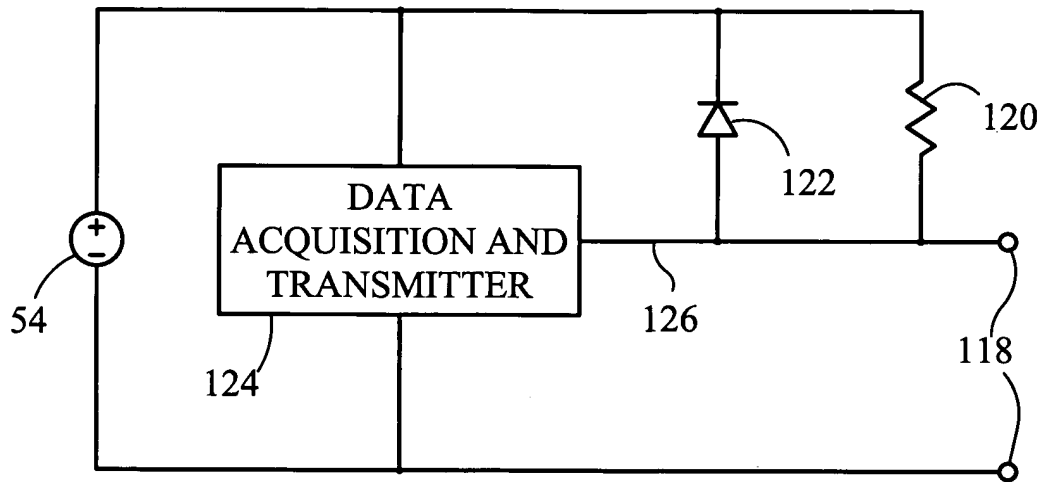 120
122
DATA
ACQUISITION AND
TRANSMITTER
+
−
54
124
126
118